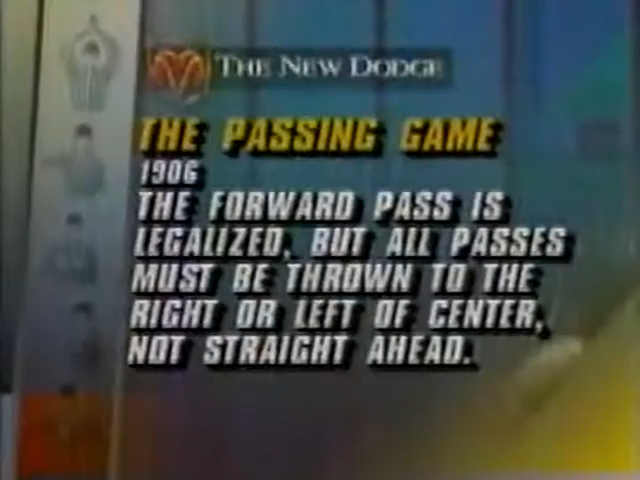 THE NEW DODGE
THE PASSING GAME
1906
THE FORWARD PASS IS
LEGALIZED, BUT ALL PASSES
MUST BE THROWN TO THE
RIGHT OR LEFT OF CENTER,
NOT STRAIGHT AHEAD.